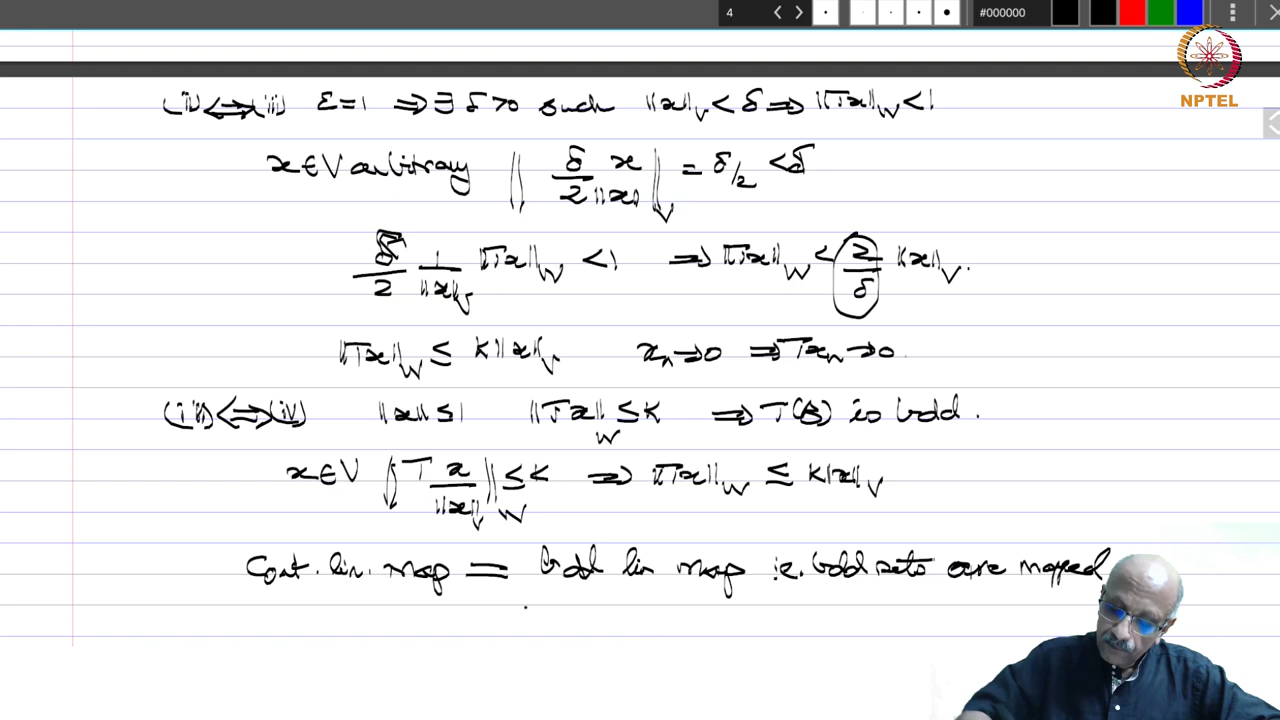 4 #000000
NPTEL
(ii)⟺(iii) ε=1 ⟹ ∃ δ>0 such ||x||_V < δ ⟹ ||Tx||_W < 1
x∈V arbitrary || δ/2 x/||x|| ||_V = δ/2 < δ
δ/2 1/||x||_V ||Tx||_W < 1 ⟹ ||Tx||_W < 2/δ ||x||_V.
||Tx||_W ≤ K||x||_V x_n→0 ⟹ Tx_n→0.
(iii)⟺(iv) ||x|| ≤ 1 ||Tx||_W ≤ K ⟹ T(B) is bdd.
x∈V || T x/||x||_V ||_W ≤ K ⟹ ||Tx||_W ≤ K||x||_V
Cont. lin. map = bdd lin map ie. bdd sets are mapped